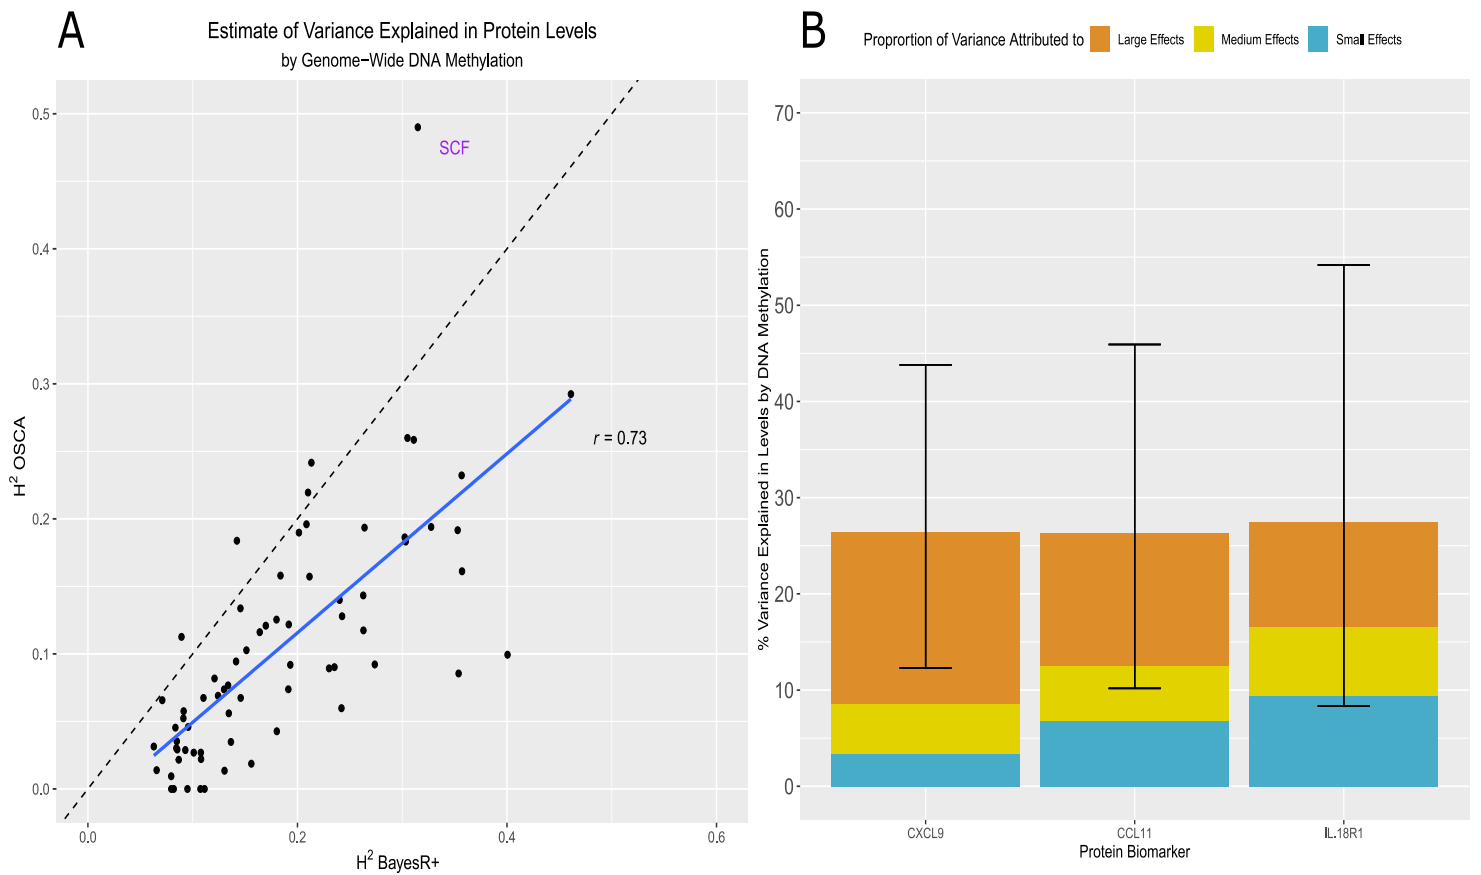 A
Estimate of Variance Explained in Protein Levels
by Genome-Wide DNA Methylation
H² OSCA
0.5
0.4
0.3
0.2
0.1
0.0
SCF
r = 0.73
0.0 0.2 0.4 0.6
H² BayesR+
B
Proprortion of Variance Attributed to Large Effects Medium Effects Small Effects
% Variance Explained in Levels by DNA Methylation
70
60
50
40
30
20
10
0
CXCL9 CCL11 IL.18R1
Protein Biomarker